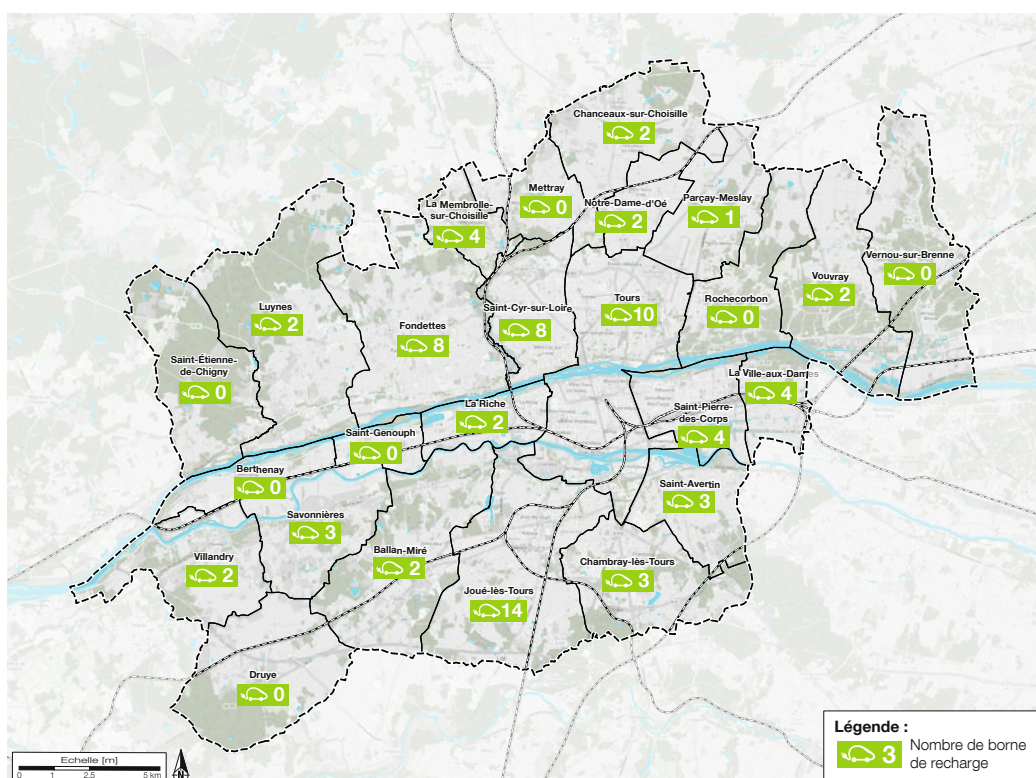 Chanceaux-sur-Choisille
2
Mettray
0
Notre-Dame-d'Oé
2
Parçay-Meslay
1
La Membrolle-
sur-Choisille
4
Vernou-sur-Brenne
0
Vouvray
2
Luynes
2
Fondettes
8
Saint-Cyr-sur-Loire
8
Tours
10
Rochecorbon
0
Saint-Étienne-
de-Chigny
0
La Ville-aux-Dames
4
La Riche
2
Saint-Pierre-
des-Corps
4
Saint-Genouph
0
Berthenay
0
Saint-Avertin
3
Savonnières
3
Villandry
2
Ballan-Miré
2
Chambray-lès-Tours
3
Joué-lès-Tours
14
Druye
0
Légende :
3
Nombre de borne
de recharge
Echelle [m]
0 1 2.5 5 km
N